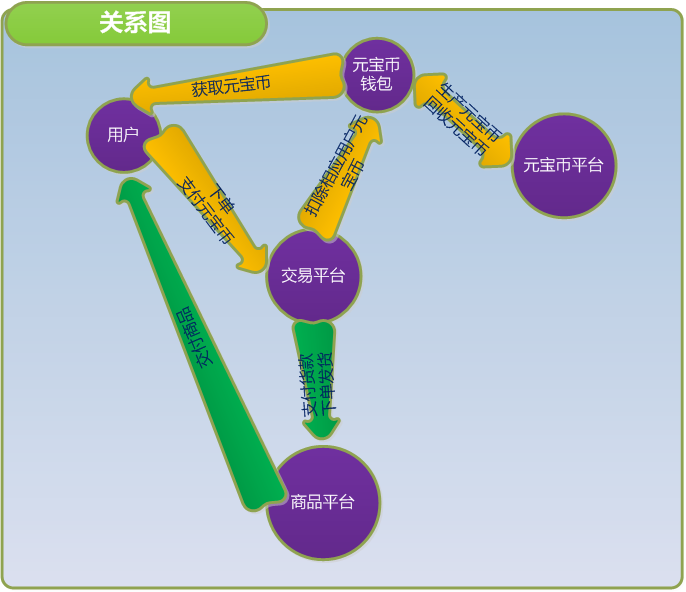 关系图
元宝币
钱包
获取元宝币
用户
生产元宝币
回收元宝币
元宝币平台
扣除相应用户元
宝币
下单
支付元宝币
交易平台
交付商品
支付货款
下单发货
商品平台